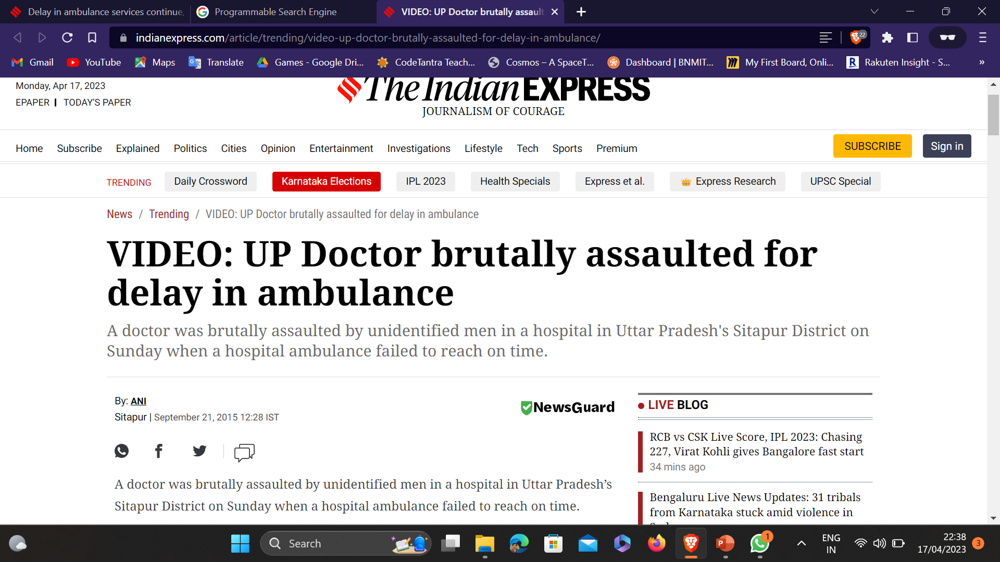 Delay in ambulance services continue,
Programmable Search Engine
VIDEO: UP Doctor brutally assault
indianexpress.com/article/trending/video-up-doctor-brutally-assaulted-for-delay-in-ambulance/
22
Gmail
YouTube
Maps
Translate
Games - Google Dri...
CodeTantra Teach...
Cosmos – A SpaceT...
Dashboard | BNMIT...
My First Board, Onli...
Rakuten Insight - S...
»
Monday, Apr 17, 2023
EPAPER | TODAY'S PAPER
The Indian EXPRESS
JOURNALISM OF COURAGE
Home Subscribe Explained Politics Cities Opinion Entertainment Investigations Lifestyle Tech Sports Premium
SUBSCRIBE
Sign in
TRENDING Daily Crossword Karnataka Elections IPL 2023 Health Specials Express et al. Express Research UPSC Special
News / Trending / VIDEO: UP Doctor brutally assaulted for delay in ambulance
VIDEO: UP Doctor brutally assaulted for
delay in ambulance
A doctor was brutally assaulted by unidentified men in a hospital in Uttar Pradesh's Sitapur District on
Sunday when a hospital ambulance failed to reach on time.
By: ANI
Sitapur | September 21, 2015 12:28 IST
NewsGuard
A doctor was brutally assaulted by unidentified men in a hospital in Uttar Pradesh’s
Sitapur District on Sunday when a hospital ambulance failed to reach on time.
LIVE BLOG
RCB vs CSK Live Score, IPL 2023: Chasing
227, Virat Kohli gives Bangalore fast start
34 mins ago
Bengaluru Live News Updates: 31 tribals
from Karnataka stuck amid violence in
Search
P
1
ENG
IN
22:38
17/04/2023
3